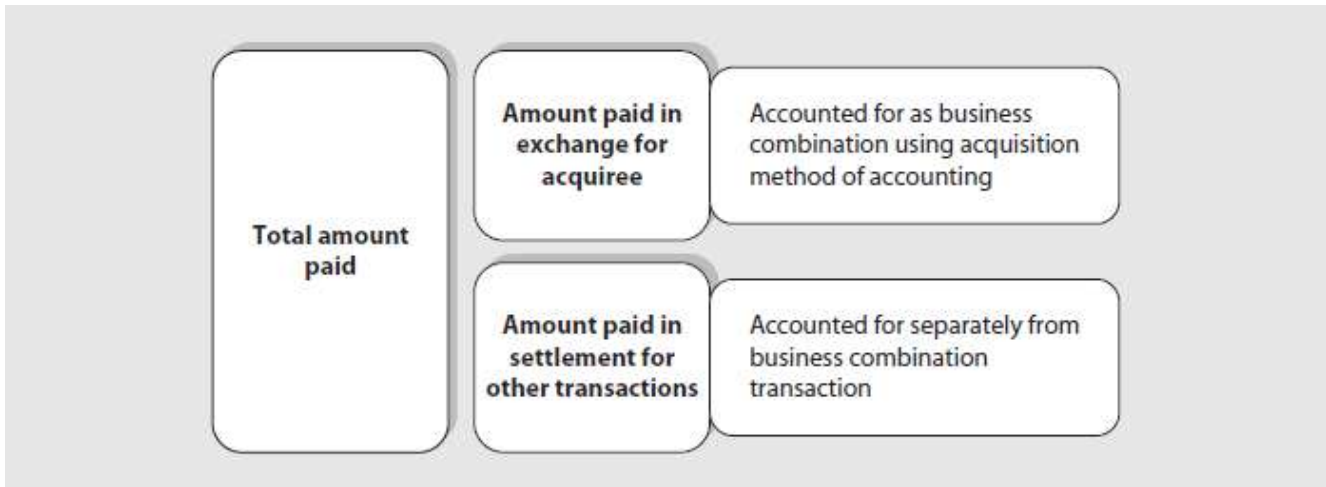 Total amount
paid
Amount paid in
exchange for
acquiree
Accounted for as business
combination using acquisition
method of accounting
Amount paid in
settlement for
other transactions
Accounted for separately from
business combination
transaction